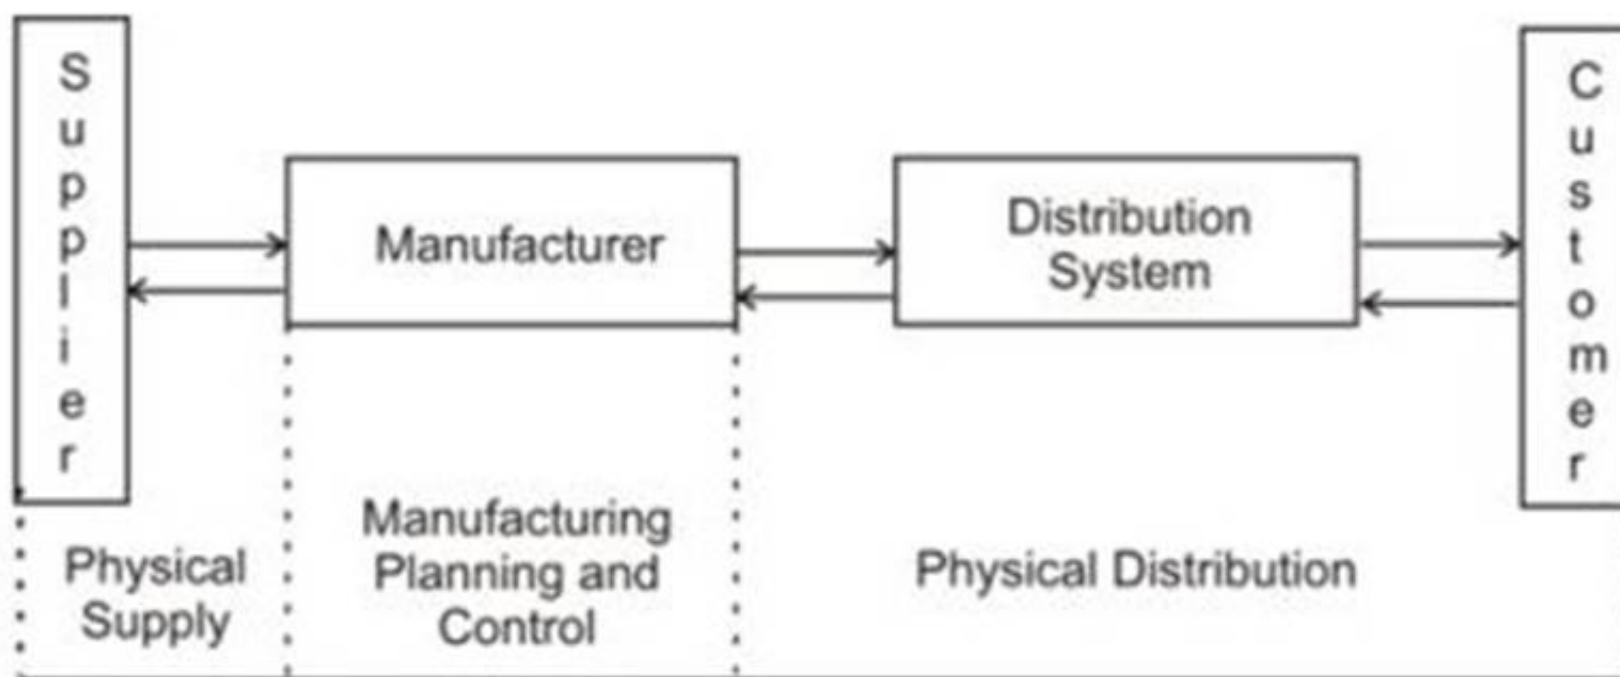 Supplier
Manufacturer
Distribution
System
Customer
Physical
Supply
Manufacturing
Planning and
Control
Physical Distribution